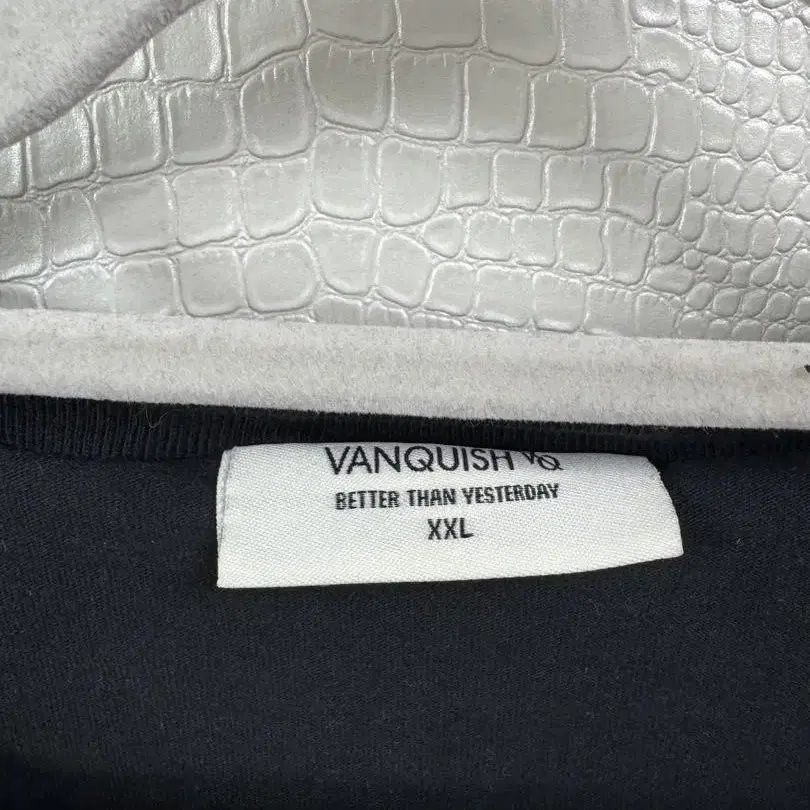 VANQUISH VQ
BETTER THAN YESTERDAY
XXL